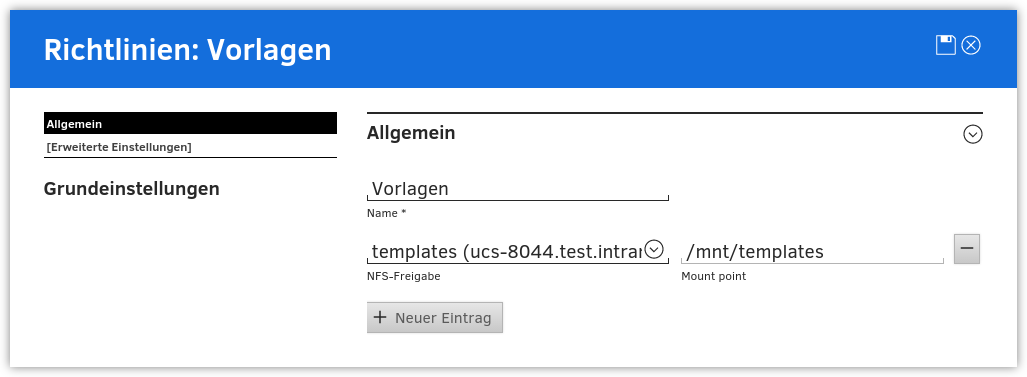 Richtlinien: Vorlagen
Allgemein
[Erweiterte Einstellungen]
Grundeinstellungen
Allgemein
Vorlagen
Name *
templates (ucs-8044.test.intrar
NFS-Freigabe
/mnt/templates
Mount point
Neuer Eintrag